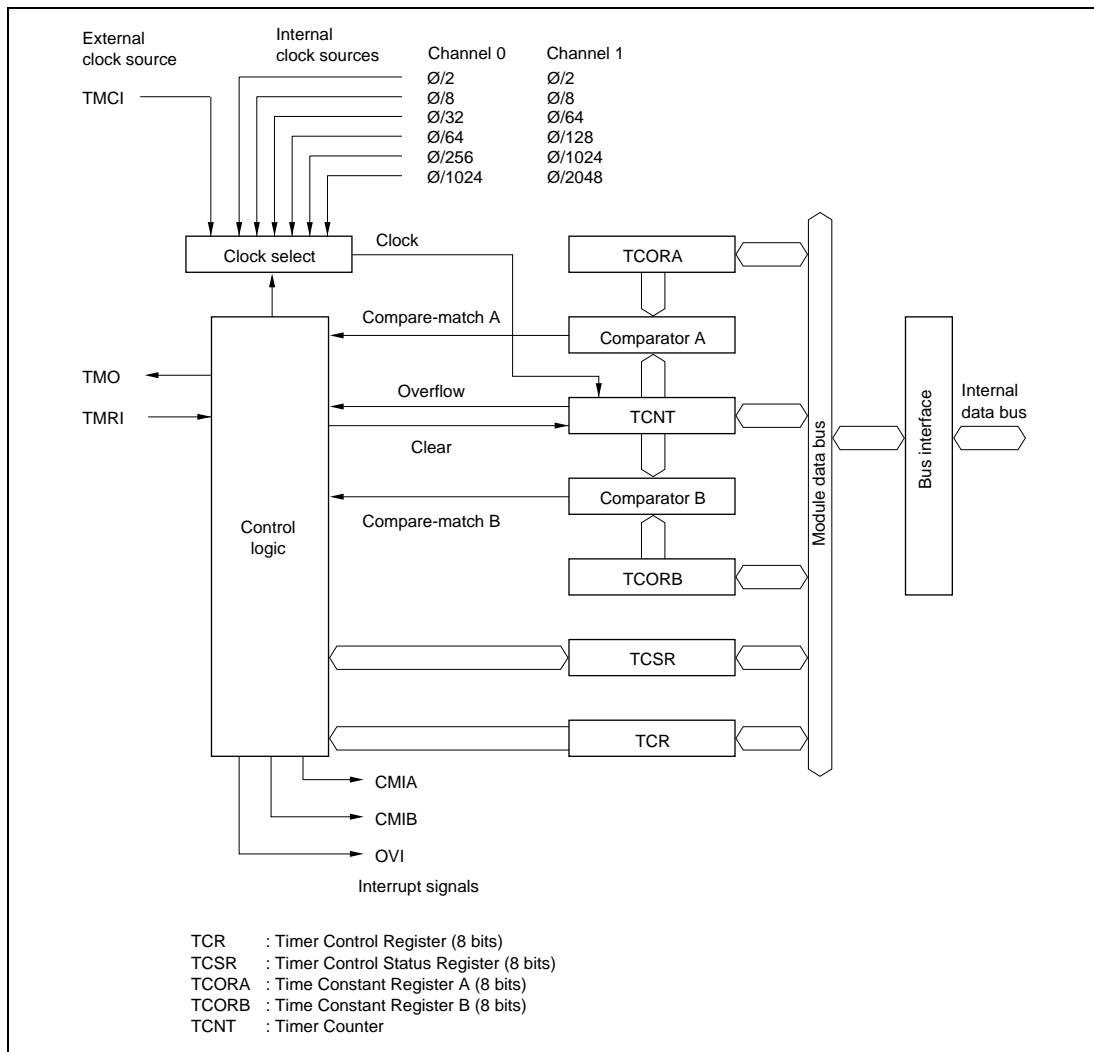 External
clock source
Internal
clock sources
Channel 0
Channel 1
TMCI
Ø/2
Ø/2
Ø/8
Ø/8
Ø/32
Ø/64
Ø/64
Ø/128
Ø/256
Ø/1024
Ø/1024
Ø/2048
Clock select
Clock
TCORA
Compare-match A
Comparator A
TMO
TMRI
Overflow
TCNT
Clear
Comparator B
Compare-match B
Control
logic
TCORB
TCSR
TCR
Module data bus
Bus interface
Internal
data bus
CMIA
CMIB
OVI
Interrupt signals
TCR : Timer Control Register (8 bits)
TCSR : Timer Control Status Register (8 bits)
TCORA : Time Constant Register A (8 bits)
TCORB : Time Constant Register B (8 bits)
TCNT : Timer Counter